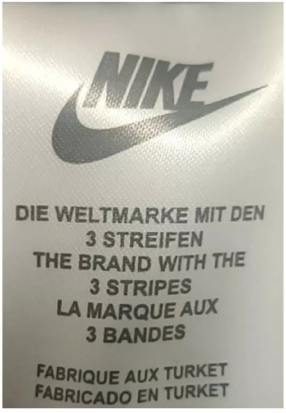 NIKE
DIE WELTMARKE MIT DEN
3 STREIFEN
THE BRAND WITH THE
3 STRIPES
LA MARQUE AUX
3 BANDES
FABRIQUE AUX TURKET
FABRICADO EN TURKET